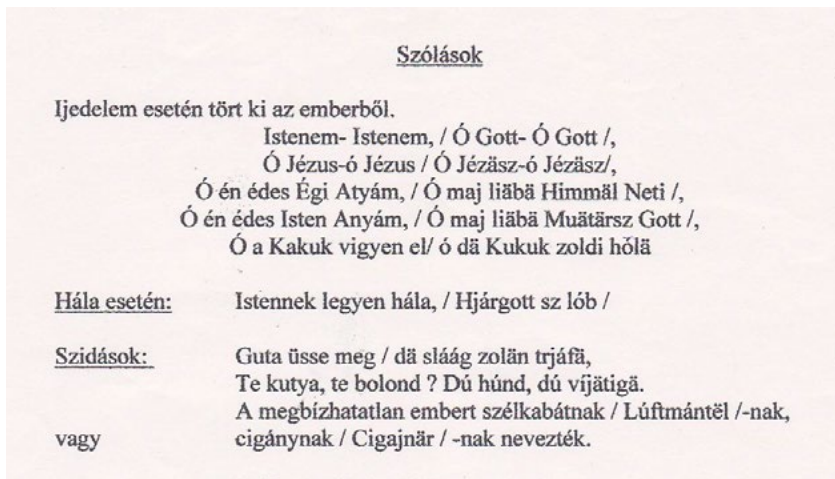 Szólások
Ijedelem esetén tört ki az emberből.
Istenem- Istenem, / Ó Gott- Ó Gott /,
Ó Jézus-ó Jézus / Ó Jézäsz-ó Jézäsz/,
Ó én édes Égi Atyám, / Ó maj liäbä Himmäl Neti /,
Ó én édes Isten Anyám, / Ó maj liäbä Muätärsz Gott /,
Ó a Kakuk vigyen el/ ó dä Kukuk zoldi hólä
Hála esetén: Istennek legyen hála, / Hjárgott sz lób /
Szidások: Guta üsse meg / dä sláág zolän trjáfä,
Te kutya, te bolond ? Dú húnd, dú víjätigä.
A megbízhatatlan embert szélkabátnak / Lúftmántël /-nak,
vagy cigánynak / Cigajnär / -nak nevezték.